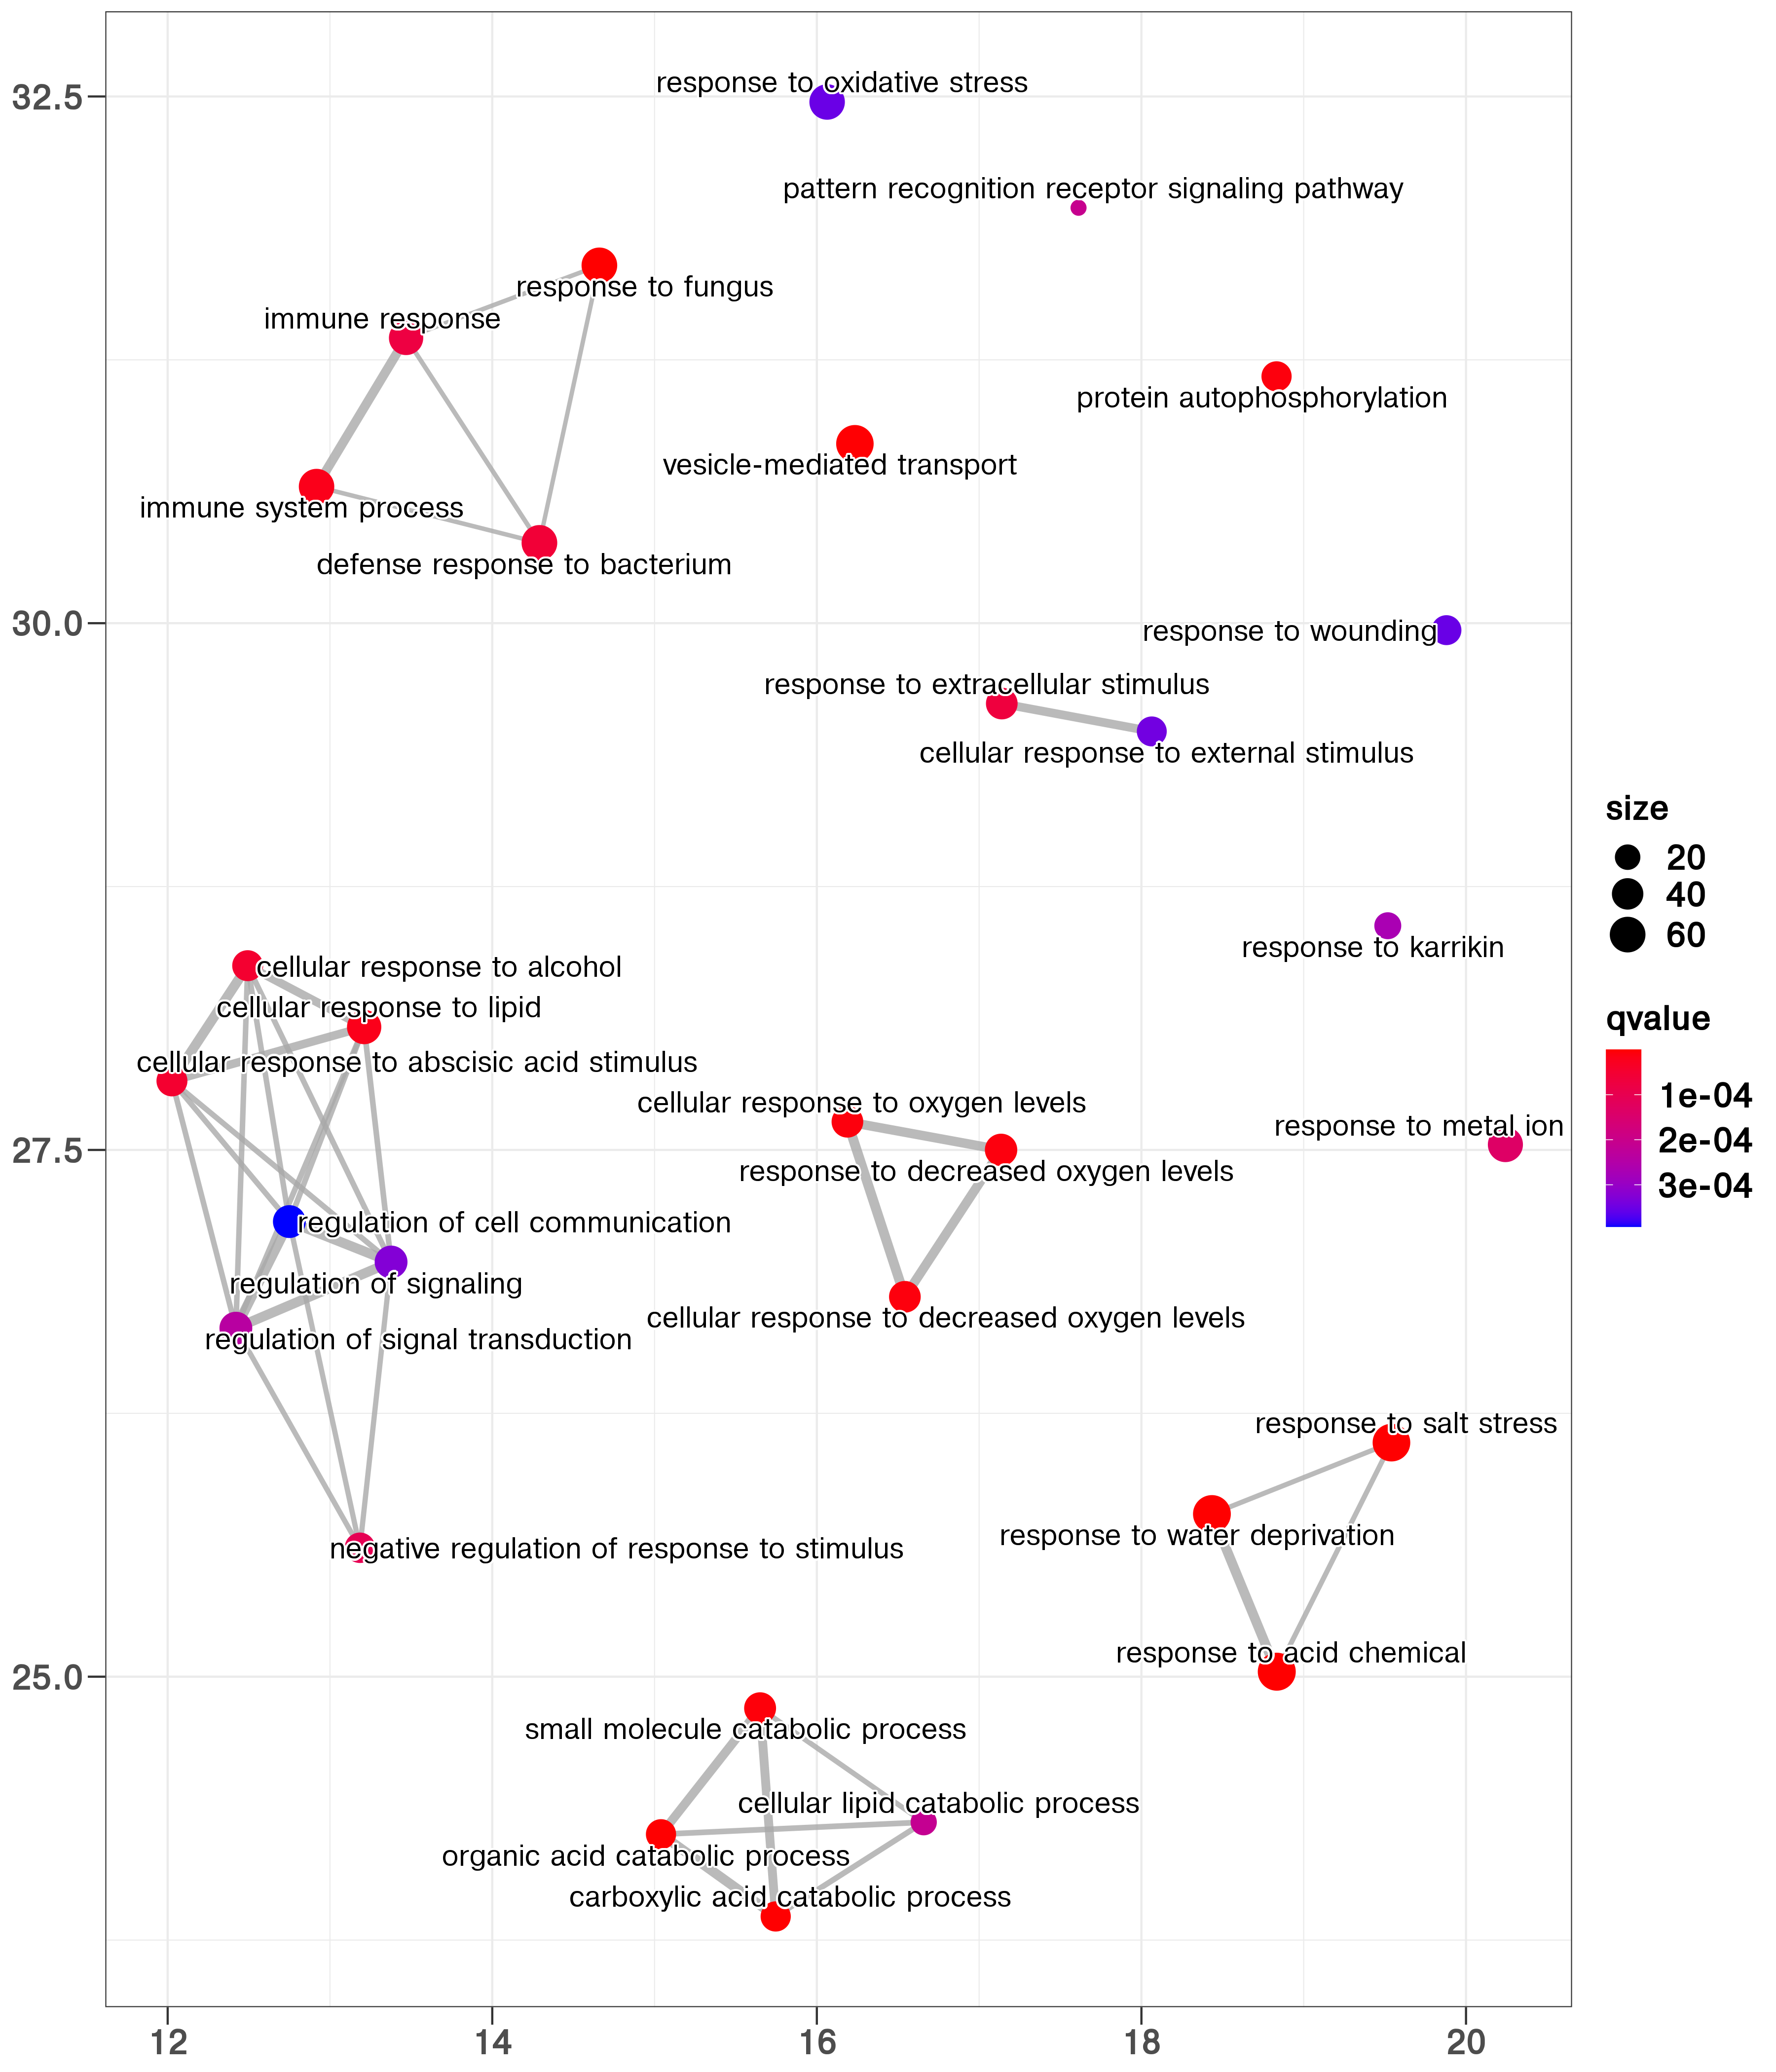 32.5
response to oxidative stress
pattern recognition receptor signaling pathway
response to fungus
immune response
protein autophosphorylation
vesicle-mediated transport
immune system process
defense response to bacterium
30.0
response to wounding
response to extracellular stimulus
cellular response to external stimulus
size
20
40
60
response to karrikin
cellular response to alcohol
cellular response to lipid
qvalue
cellular response to abscisic acid stimulus
1e-04
cellular response to oxygen levels
response to metal ion
2e-04
27.5
response to decreased oxygen levels
3e-04
regulation of cell communication
regulation of signaling
cellular response to decreased oxygen levels
regulation of signal transduction
response to salt stress
response to water deprivation
negative regulation of response to stimulus
response to acid chemical
25.0
small molecule catabolic process
cellular lipid catabolic process
organic acid catabolic process
carboxylic acid catabolic process
12
14
16
18
20